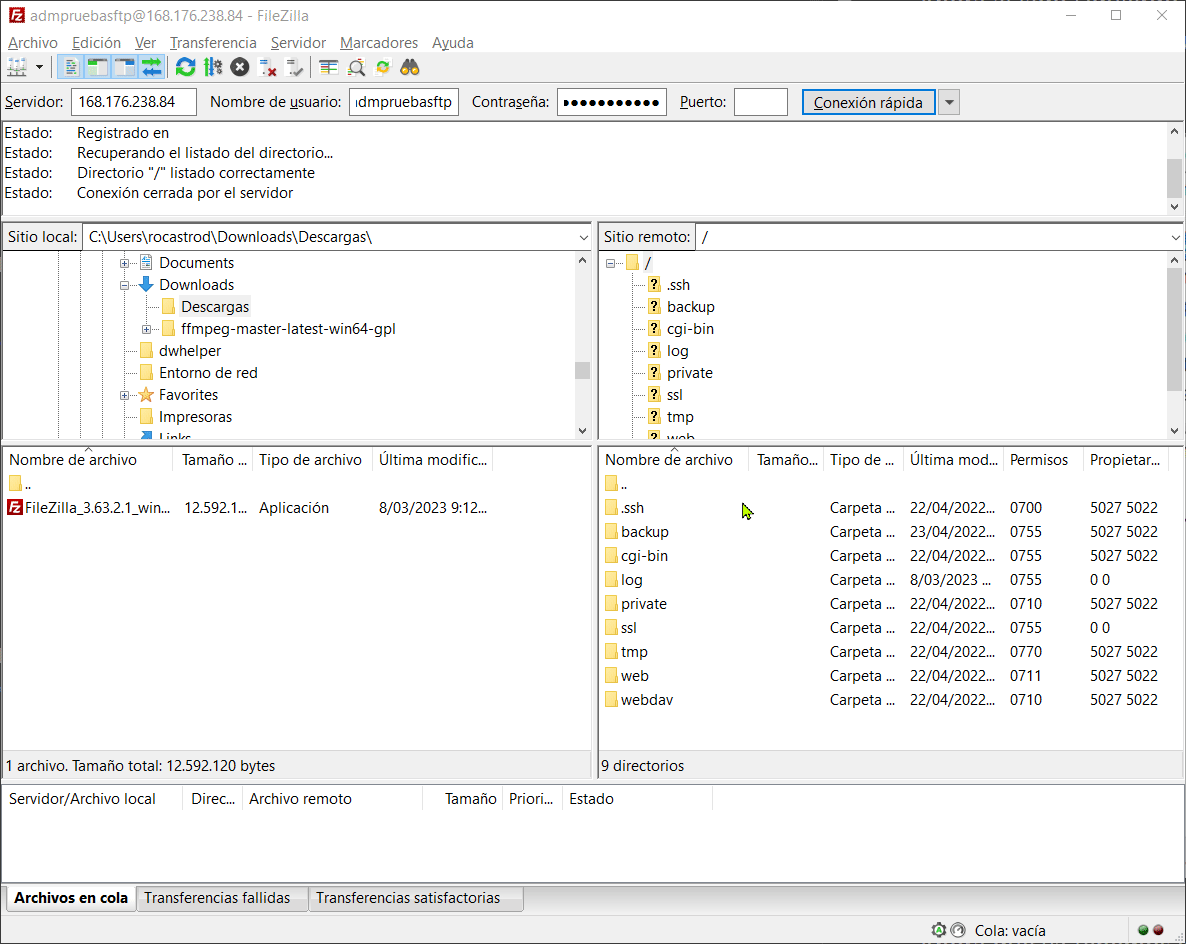 admpruebasftp@168.176.238.84 - FileZilla
Archivo Edición Ver Transferencia Servidor Marcadores Ayuda
Servidor: 168.176.238.84 Nombre de usuario: admpruebasftp Contraseña: ●●●●●●●●●●● Puerto: Conexión rápida
Estado: Registrado en
Estado: Recuperando el listado del directorio...
Estado: Directorio "/" listado correctamente
Estado: Conexión cerrada por el servidor
Sitio local: C:\Users\rocastrod\Downloads\Descargas\
Documents
Downloads
Descargas
ffmpeg-master-latest-win64-gpl
dwhelper
Entorno de red
Favorites
Impresoras
Links
Sitio remoto: /
/
.ssh
backup
cgi-bin
log
private
ssl
tmp
web
Nombre de archivo Tamaño ... Tipo de archivo Última modific...
..
FileZilla_3.63.2.1_win... 12.592.1... Aplicación 8/03/2023 9:12...
1 archivo. Tamaño total: 12.592.120 bytes
Nombre de archivo Tamaño... Tipo de ... Última mod... Permisos Propietar...
..
.ssh Carpeta ... 22/04/2022... 0700 5027 5022
backup Carpeta ... 23/04/2022... 0755 5027 5022
cgi-bin Carpeta ... 22/04/2022... 0755 5027 5022
log Carpeta ... 8/03/2023 ... 0755 0 0
private Carpeta ... 22/04/2022... 0710 5027 5022
ssl Carpeta ... 22/04/2022... 0755 0 0
tmp Carpeta ... 22/04/2022... 0770 5027 5022
web Carpeta ... 22/04/2022... 0711 5027 5022
webdav Carpeta ... 22/04/2022... 0710 5027 5022
9 directorios
Servidor/Archivo local Direc... Archivo remoto Tamaño Priori... Estado
Archivos en cola Transferencias fallidas Transferencias satisfactorias
Cola: vacía